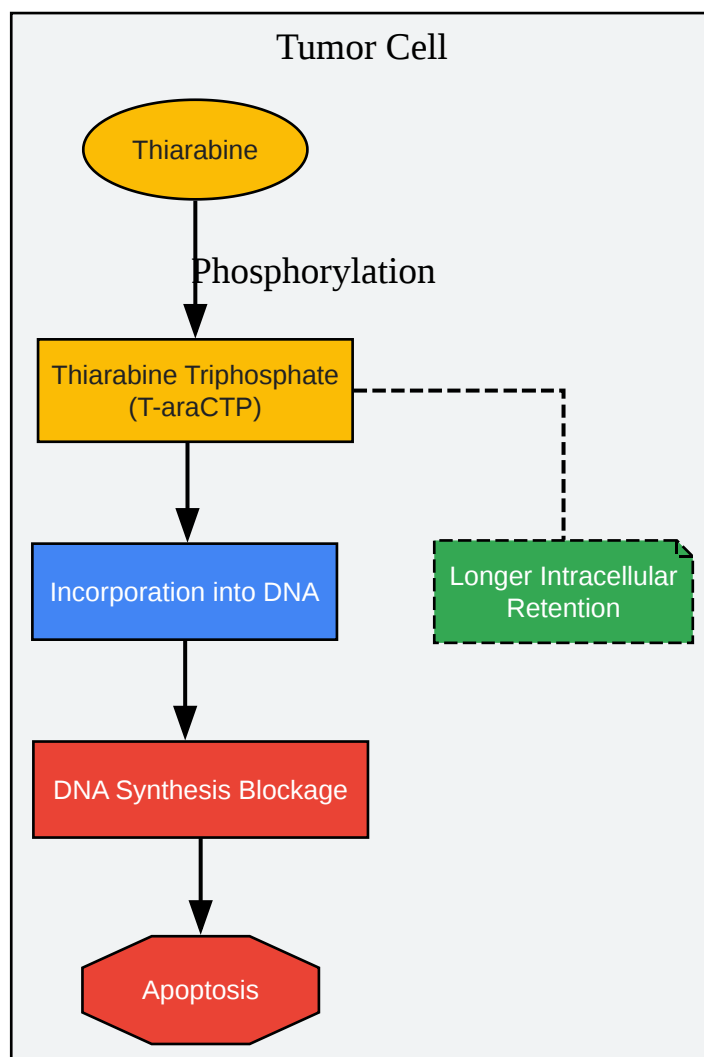 Tumor Cell
Thiarabine
Phosphorylation
Thiarabine Triphosphate
(T-araCTP)
Longer Intracellular
Retention
Incorporation into DNA
DNA Synthesis Blockage
Apoptosis